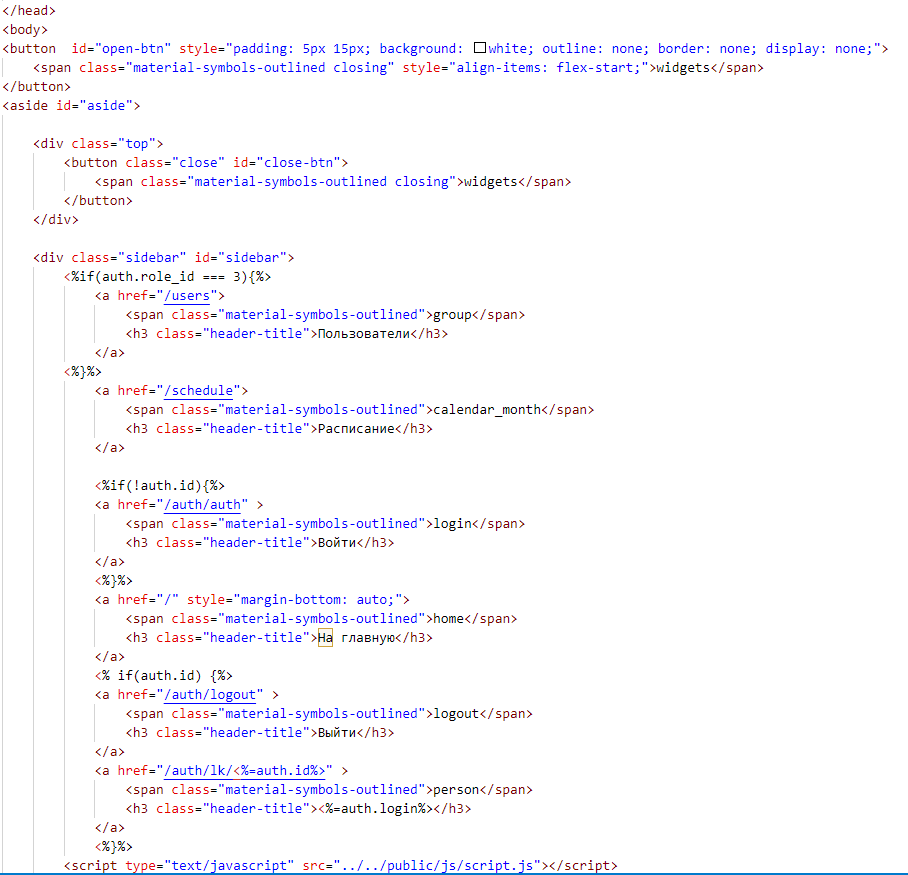 </head>
<body>
<button  id="open-btn" style="padding: 5px 15px; background: white; outline: none; border: none; display: none;">
    <span class="material-symbols-outlined closing" style="align-items: flex-start;">widgets</span>
</button>
<aside id="aside">

    <div class="top">
        <button class="close" id="close-btn">
            <span class="material-symbols-outlined closing">widgets</span>
        </button>
    </div>

    <div class="sidebar" id="sidebar">
        <%if(auth.role_id === 3){%>
            <a href="/users">
                <span class="material-symbols-outlined">group</span>
                <h3 class="header-title">Пользователи</h3>
            </a>
        <%}%>
            <a href="/schedule">
                <span class="material-symbols-outlined">calendar_month</span>
                <h3 class="header-title">Расписание</h3>
            </a>

            <%if(!auth.id){%>
            <a href="/auth/auth" >
                <span class="material-symbols-outlined">login</span>
                <h3 class="header-title">Войти</h3>
            </a>
            <%}%>
            <a href="/" style="margin-bottom: auto;">
                <span class="material-symbols-outlined">home</span>
                <h3 class="header-title">На главную</h3>
            </a>
            <% if(auth.id) {%>
            <a href="/auth/logout" >
                <span class="material-symbols-outlined">logout</span>
                <h3 class="header-title">Выйти</h3>
            </a>
            <a href="/auth/lk/<%=auth.id%>" >
                <span class="material-symbols-outlined">person</span>
                <h3 class="header-title"><%=auth.login%></h3>
            </a>
            <%}%>
        <script type="text/javascript" src="../../public/js/script.js"></script>